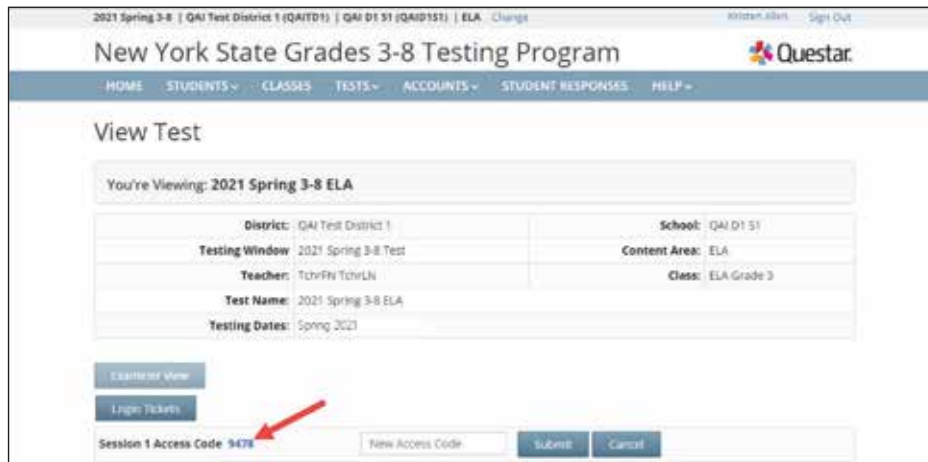 2021 Spring 3-8 | QAI Test District 1 (QAITD1) | QAI D1 S1 (QAID1S1) | ELA Change Kristen Allen Sign Out
New York State Grades 3-8 Testing Program Questar.
HOME STUDENTS CLASSES TESTS ACCOUNTS STUDENT RESPONSES HELP
View Test
You're Viewing: 2021 Spring 3-8 ELA
District: QAI Test District 1 School: QAI D1 S1
Testing Window 2021 Spring 3-8 Test Content Area: ELA
Teacher: TchrFN TchrLN Class: ELA Grade 3
Test Name: 2021 Spring 3-8 ELA
Testing Dates: Spring 2021
Examiner View
Login Tickets
Session 1 Access Code 9478 New Access Code Submit Cancel